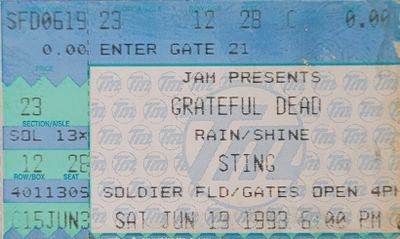 SFD0619 23 12 28 C 0.00
0.00 ENTER GATE 21
PRICE
JAM PRESENTS
23 GRATEFUL DEAD
SECTION/AISLE
SOL 13× RAIN/SHINE
12 28 STING
ROW/BOX SEAT
4011305 SOLDIER FLD/GATES OPEN 4PM
C15JUN3 SAT JUN 19 1993 6:00 PM